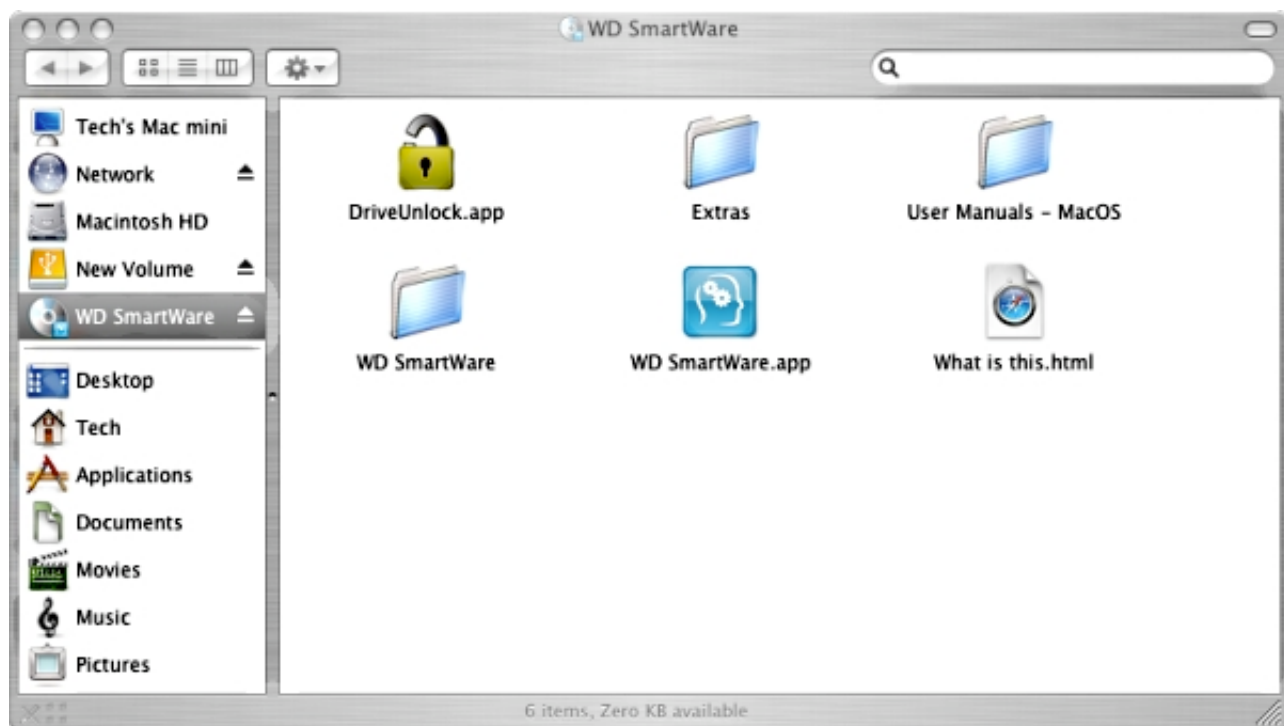 WD SmartWare
Tech's Mac mini
Network
Macintosh HD
New Volume
WD SmartWare
Desktop
Tech
Applications
Documents
Movies
Music
Pictures
DriveUnlock.app
Extras
User Manuals – MacOS
WD SmartWare
WD SmartWare.app
What is this.html
6 items, Zero KB available